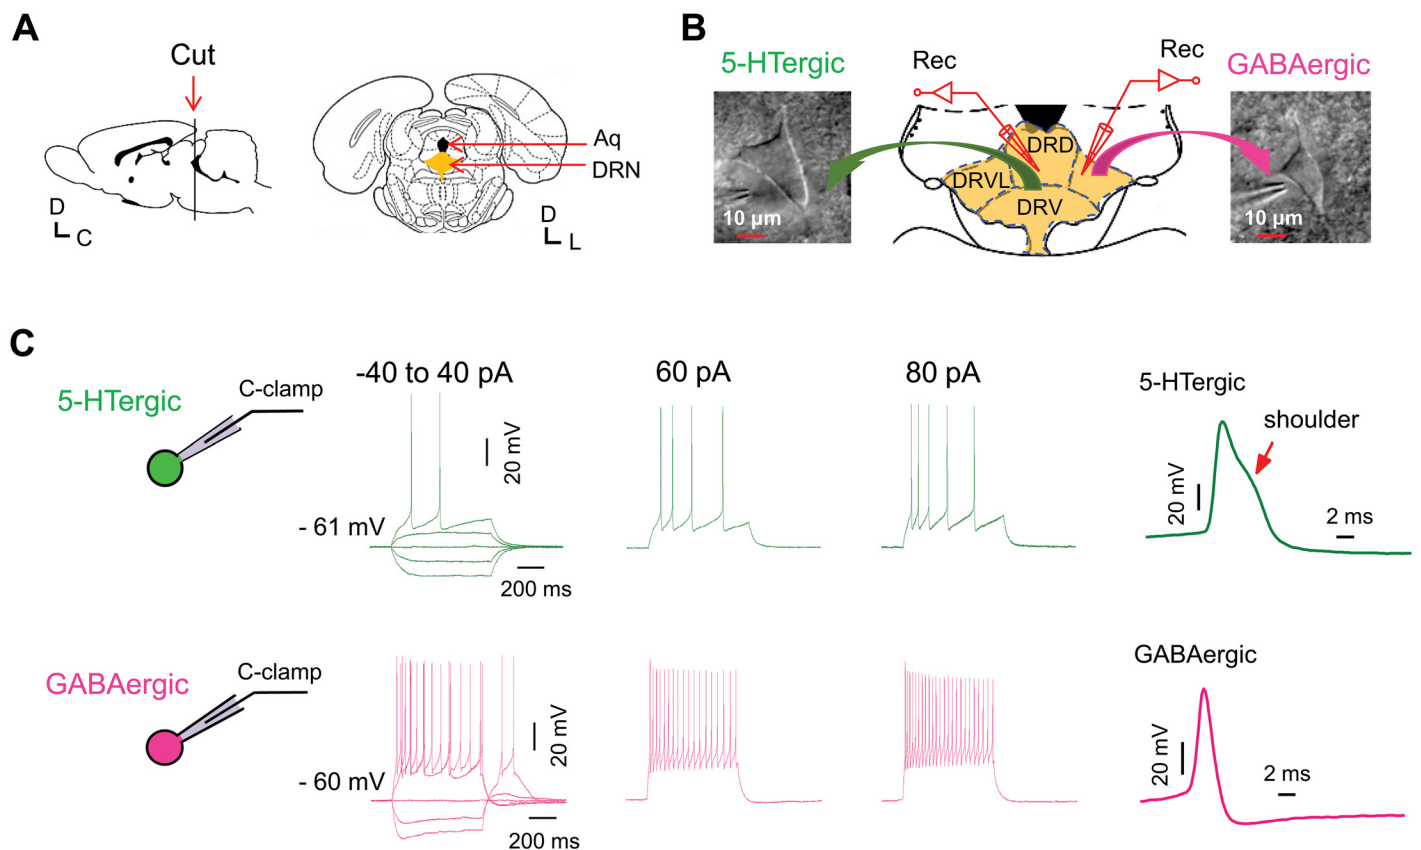 A
Cut
D
C
Aq
DRN
D
L
B
5-HTergic
Rec
Rec
GABAergic
DRD
DRVL
DRV
10 µm
10 µm
C
5-HTergic
C-clamp
-40 to 40 pA
60 pA
80 pA
20 mV
- 61 mV
200 ms
5-HTergic
shoulder
20 mV
2 ms
GABAergic
C-clamp
20 mV
- 60 mV
200 ms
GABAergic
20 mV
2 ms